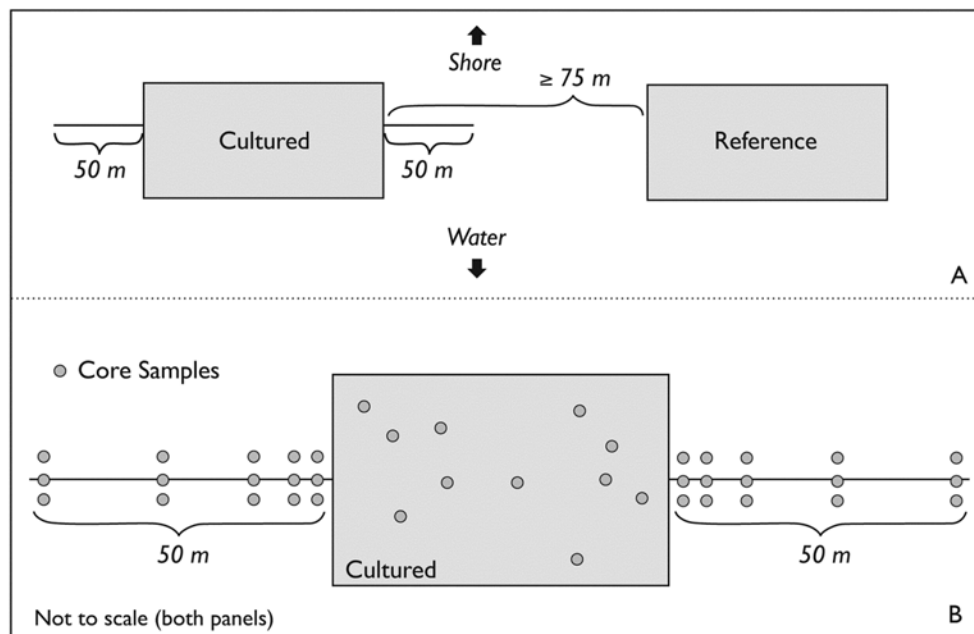 Shore
≥ 75 m
Cultured
Reference
50 m
50 m
Water
A
Core Samples
50 m
50 m
Cultured
Not to scale (both panels)
B